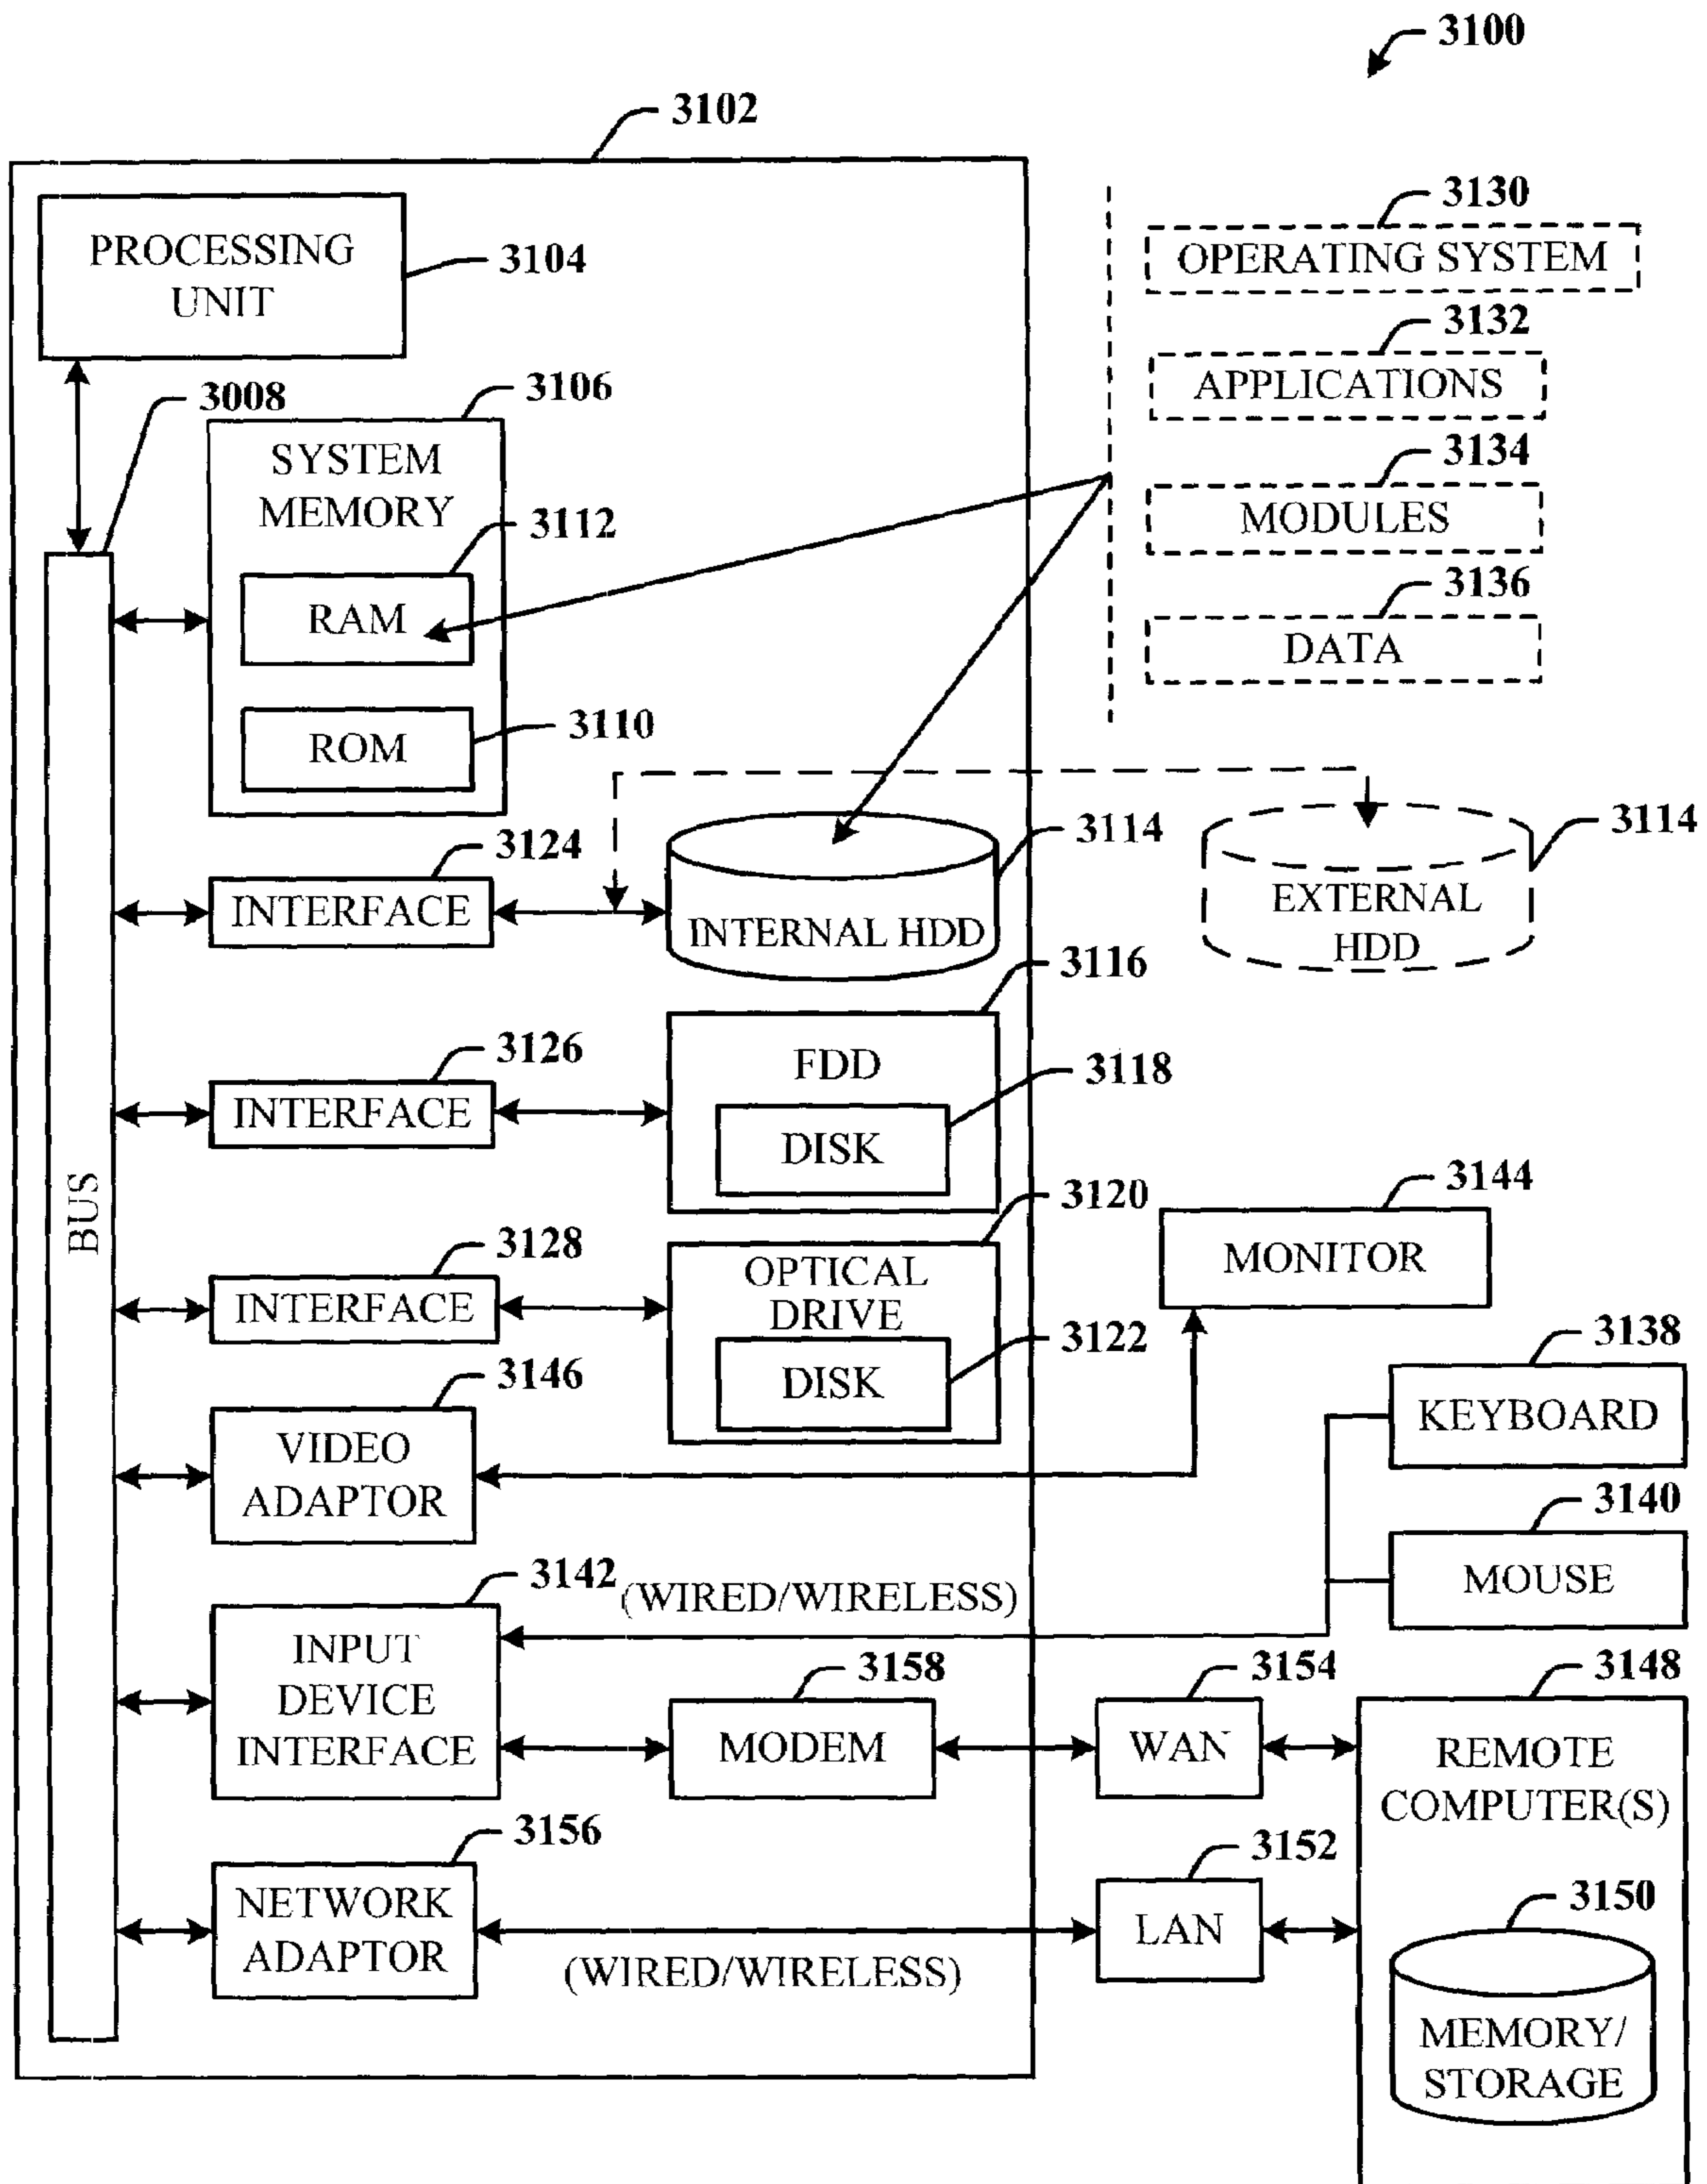 3100
3102
PROCESSING
UNIT
3104
3130
OPERATING SYSTEM
3132
APPLICATIONS
3134
MODULES
3136
DATA
3008
3106
SYSTEM
MEMORY
3112
RAM
3110
ROM
BUS
3124
INTERFACE
3114
INTERNAL HDD
3114
EXTERNAL
HDD
3126
INTERFACE
3116
FDD
3118
DISK
3128
INTERFACE
3120
OPTICAL
DRIVE
3122
DISK
3144
MONITOR
3146
VIDEO
ADAPTOR
3138
KEYBOARD
3140
MOUSE
3142
(WIRED/WIRELESS)
INPUT
DEVICE
INTERFACE
3158
MODEM
3154
WAN
3148
REMOTE
COMPUTER(S)
3156
NETWORK
ADAPTOR
(WIRED/WIRELESS)
3152
LAN
3150
MEMORY/
STORAGE